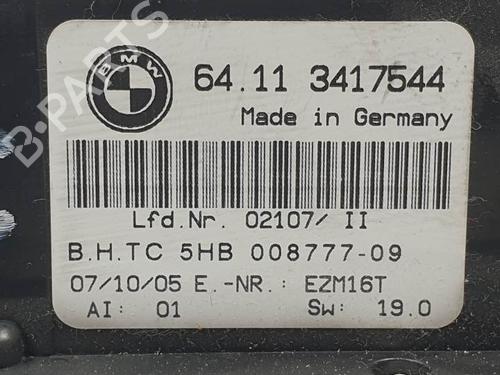 B-PARTS
BMW
64.11 3417544
Made in Germany
Lfd.Nr. 02107/ II
B.H.TC 5HB 008777-09
07/10/05 E.-NR.: EZM16T
AI: 01 Sw: 19.0